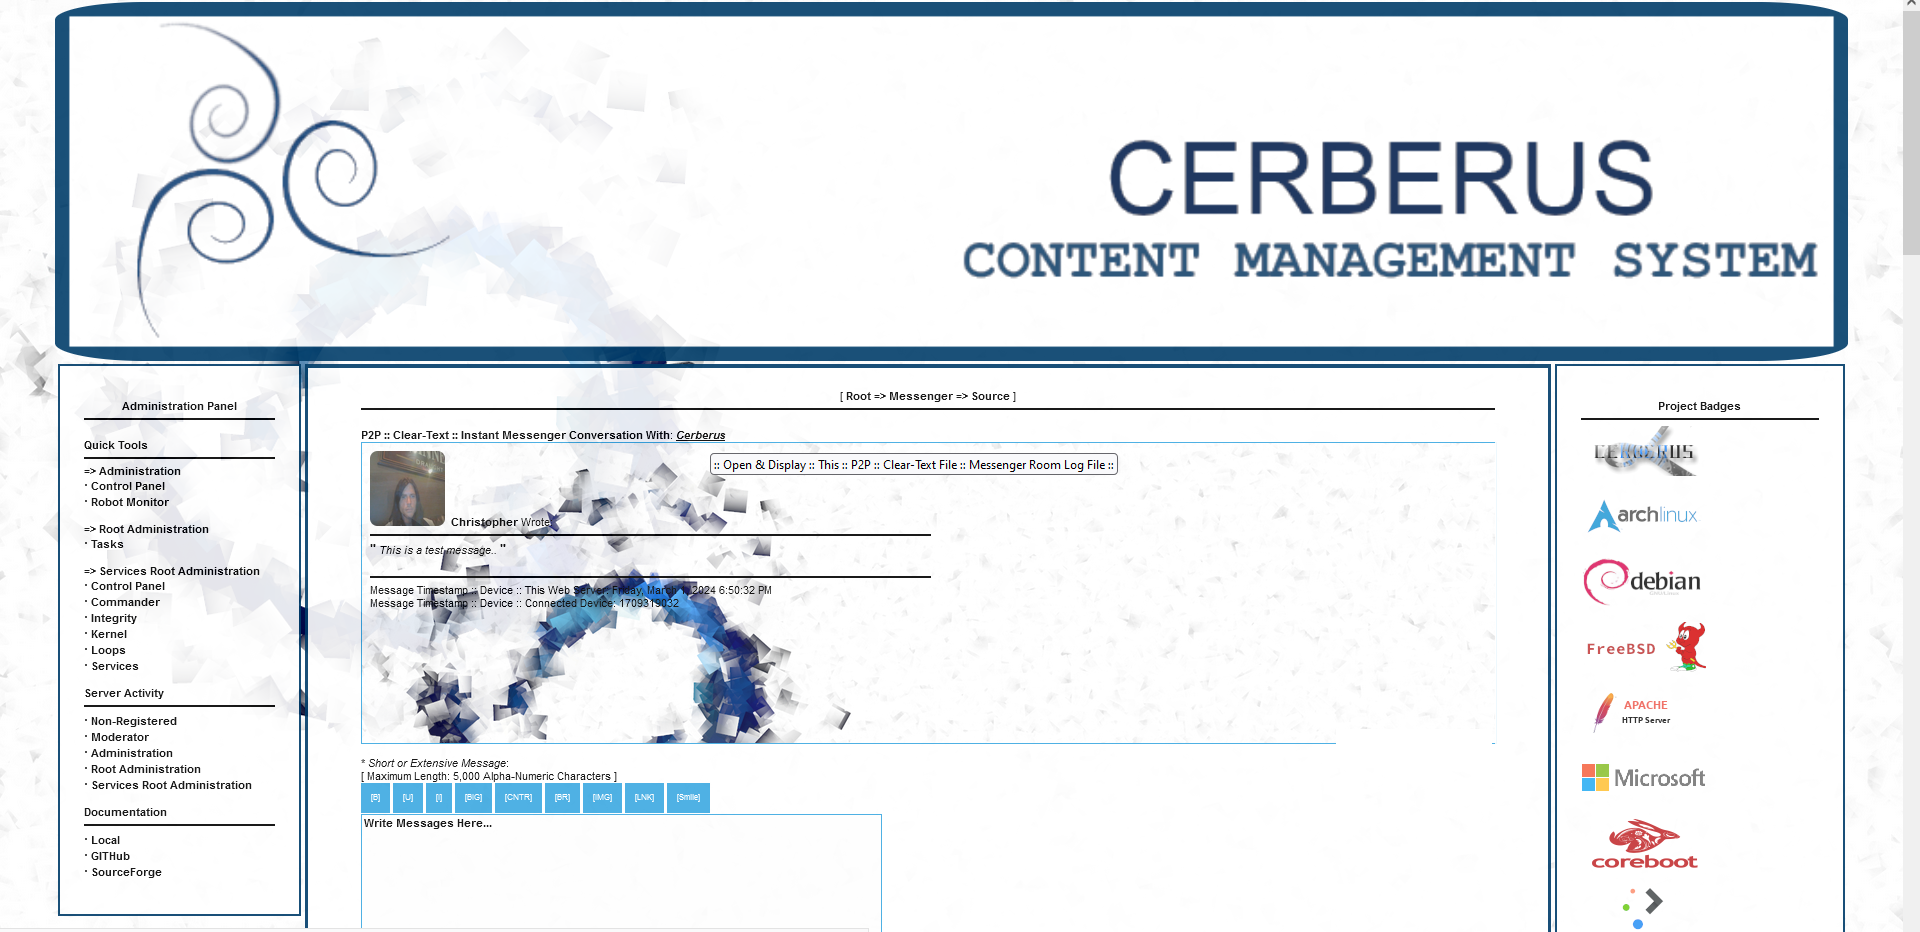 CERBERUS
CONTENT MANAGEMENT SYSTEM
Administration Panel
Quick Tools
=> Administration
· Control Panel
· Robot Monitor
=> Root Administration
· Tasks
=> Services Root Administration
· Control Panel
· Commander
· Integrity
· Kernel
· Loops
· Services
Server Activity
· Non-Registered
· Moderator
· Administration
· Root Administration
· Services Root Administration
Documentation
· Local
· GITHub
· SourceForge
[ Root => Messenger => Source ]
P2P :: Clear-Text :: Instant Messenger Conversation With: Cerberus
:: Open & Display :: This :: P2P :: Clear-Text File :: Messenger Room Log File ::
Christopher Wrote:
" This is a test message.. "
Message Timestamp :: Device :: This Web Server: Friday, March 1, 2024 6:50:32 PM
Message Timestamp :: Device :: Connected Device: 1709319032
* Short or Extensive Message:
[ Maximum Length: 5,000 Alpha-Numeric Characters ]
[B] [U] [I] [BIG] [CNTR] [BR] [IMG] [LNK] [Smile]
Write Messages Here...
Project Badges
CERBERUS
archlinux
debian
FreeBSD
APACHE
HTTP Server
Microsoft
coreboot